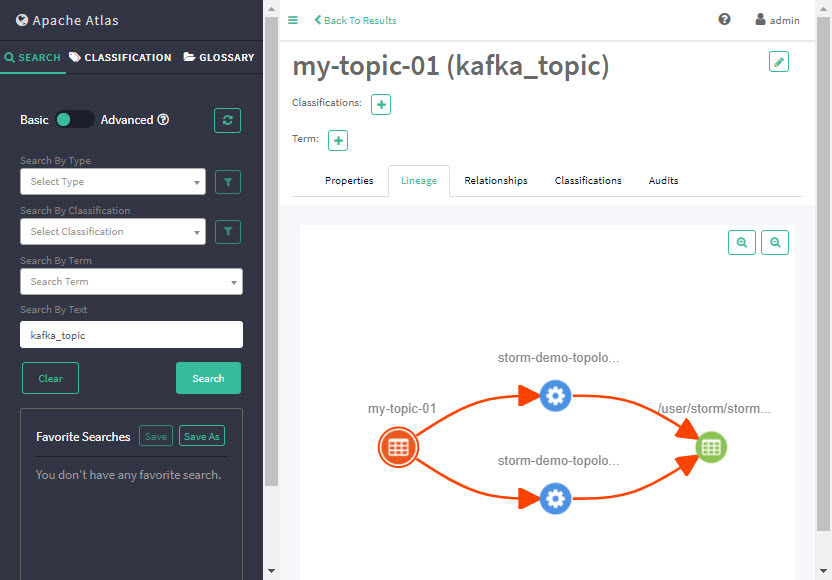 Apache Atlas
SEARCH CLASSIFICATION GLOSSARY
Basic Advanced
Search By Type
Select Type
Search By Classification
Select Classification
Search By Term
Search Term
Search By Text
kafka_topic
Clear Search
Favorite Searches Save Save As
You don't have any favorite search.
Back To Results admin
my-topic-01 (kafka_topic)
Classifications:
Term:
Properties Lineage Relationships Classifications Audits
storm-demo-topolo...
my-topic-01 /user/storm/storm...
storm-demo-topolo...